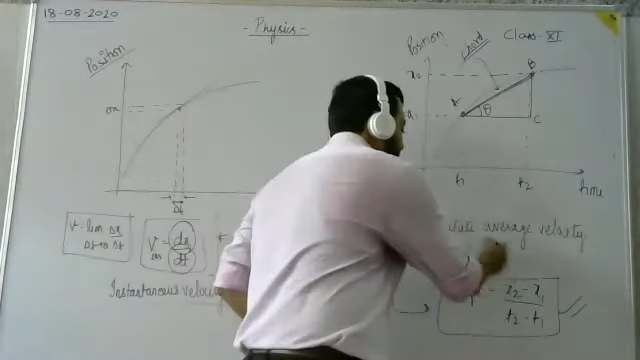 18-08-2020
- Physics -
Class-XI
Position
Δx
Δt
V = lim Δx
Δt→0 Δt
V = dx
ins dt
Instantaneous velocity
Position
chord
x2
B
A
θ
x1
C
t1
t2
time
average velocity
= x2 - x1
t2 - t1